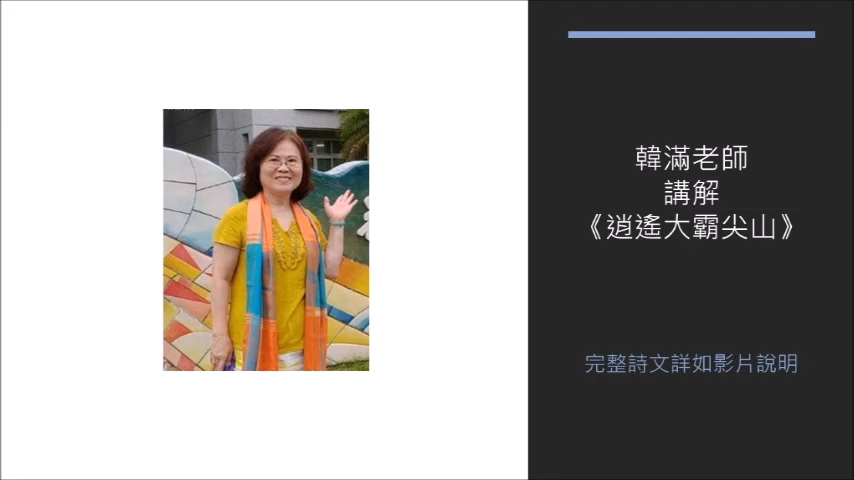 韓滿老師
講解
《逍遙大霸尖山》
完整詩文詳如影片說明